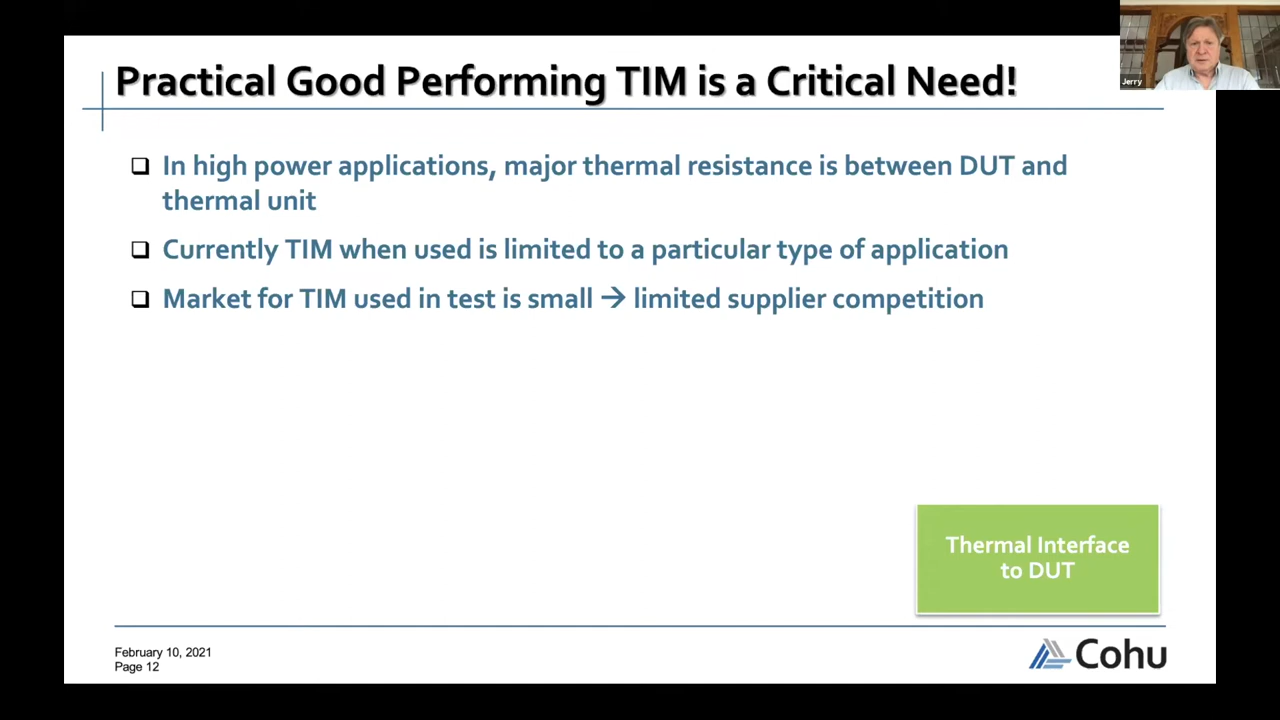 Practical Good Performing TIM is a Critical Need!
Jerry
❑ In high power applications, major thermal resistance is between DUT and
thermal unit
❑ Currently TIM when used is limited to a particular type of application
❑ Market for TIM used in test is small → limited supplier competition
Thermal Interface
to DUT
February 10, 2021
Page 12
Cohu